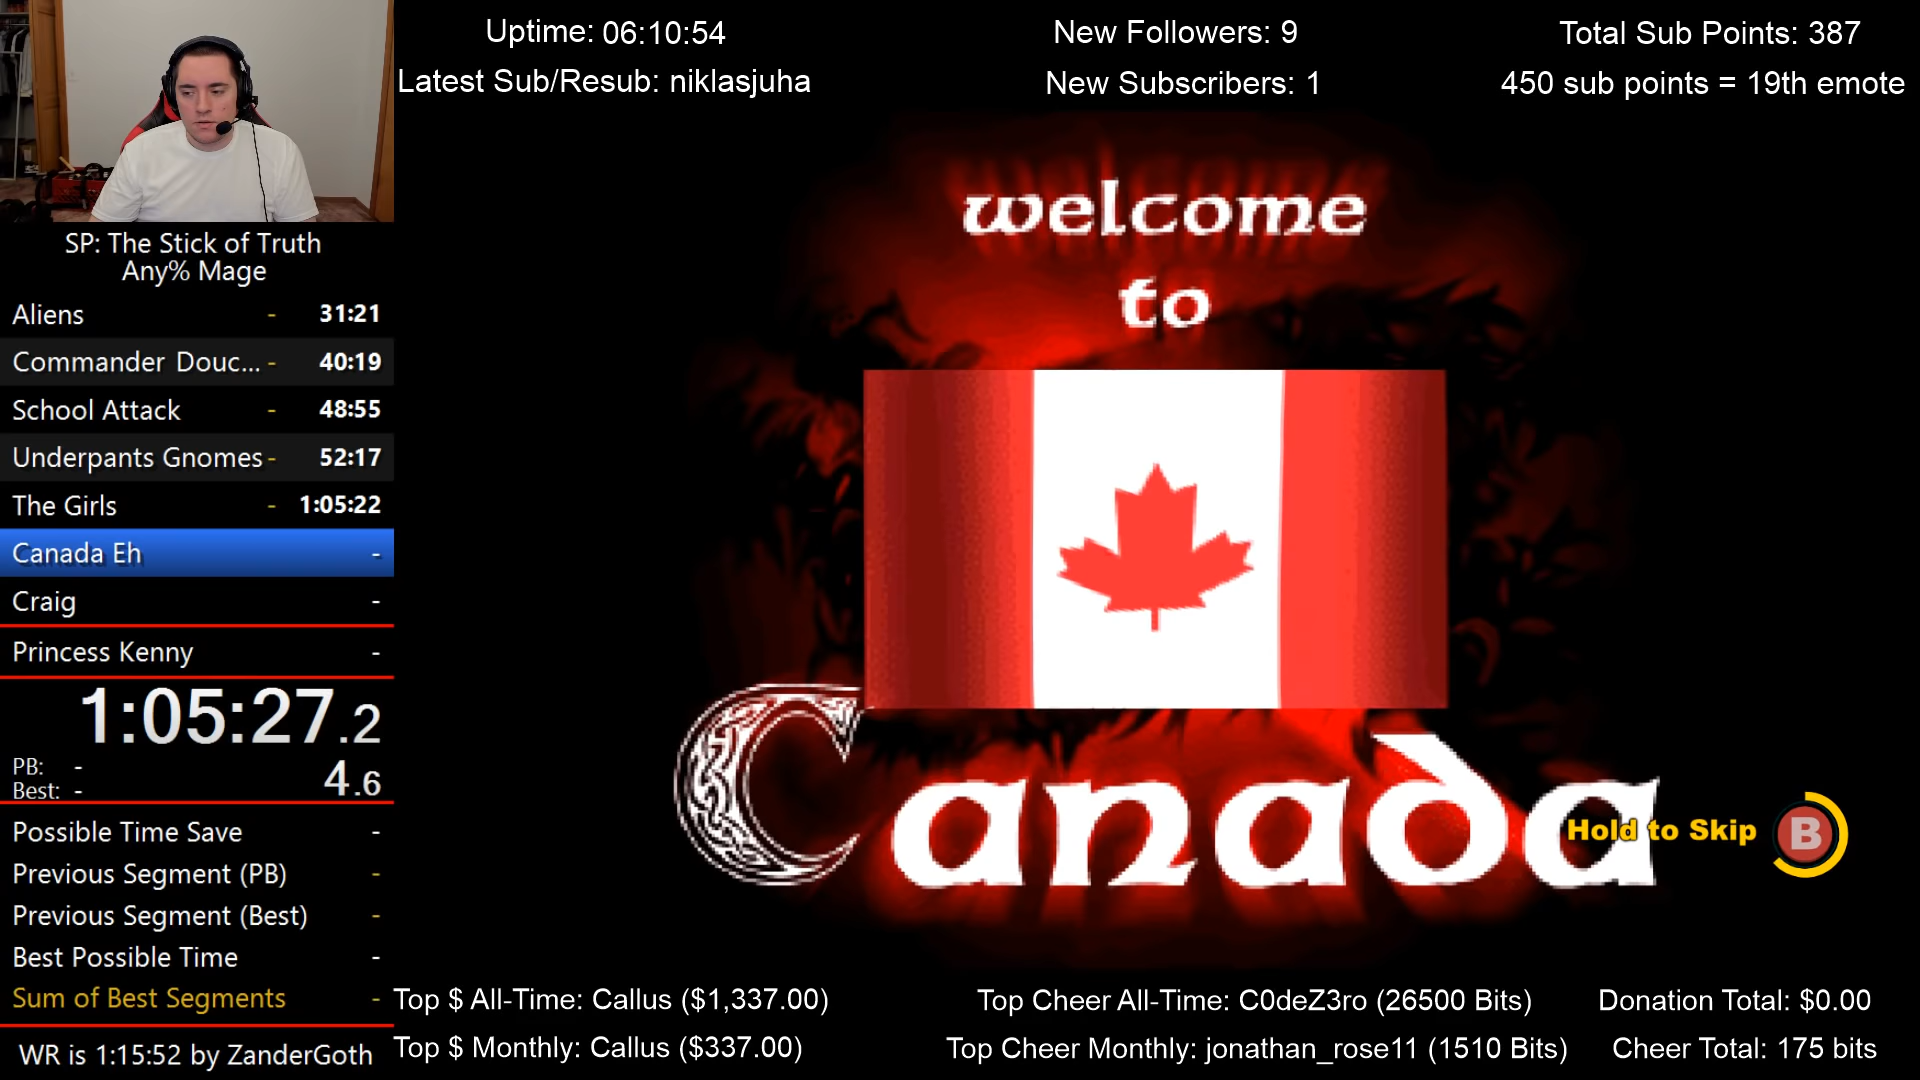 Uptime: 06:10:54
New Followers: 9
Total Sub Points: 387
Latest Sub/Resub: niklasjuha
New Subscribers: 1
450 sub points = 19th emote
SP: The Stick of Truth
Any% Mage
Aliens - 31:21
Commander Douc... - 40:19
School Attack - 48:55
Underpants Gnomes - 52:17
The Girls - 1:05:22
Canada Eh -
Craig -
Princess Kenny -
1:05:27.2
PB: -
Best: -
4.6
Possible Time Save -
Previous Segment (PB) -
Previous Segment (Best) -
Best Possible Time -
Sum of Best Segments -
WR is 1:15:52 by ZanderGoth
welcome
to
Canada
Hold to Skip B
Top $ All-Time: Callus ($1,337.00)
Top Cheer All-Time: C0deZ3ro (26500 Bits)
Donation Total: $0.00
Top $ Monthly: Callus ($337.00)
Top Cheer Monthly: jonathan_rose11 (1510 Bits)
Cheer Total: 175 bits